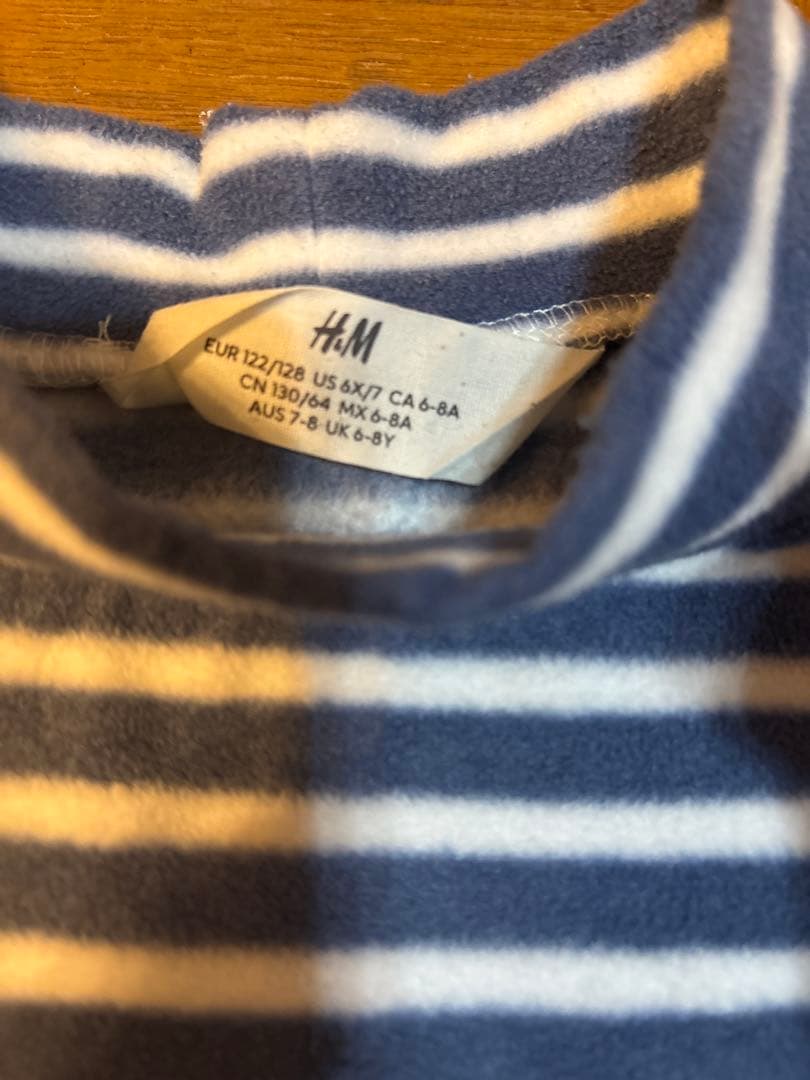 H&M
EUR 122/128 US 6X/7 CA 6-8A
CN 130/64 MX 6-8A
AUS 7-8 UK 6-8Y